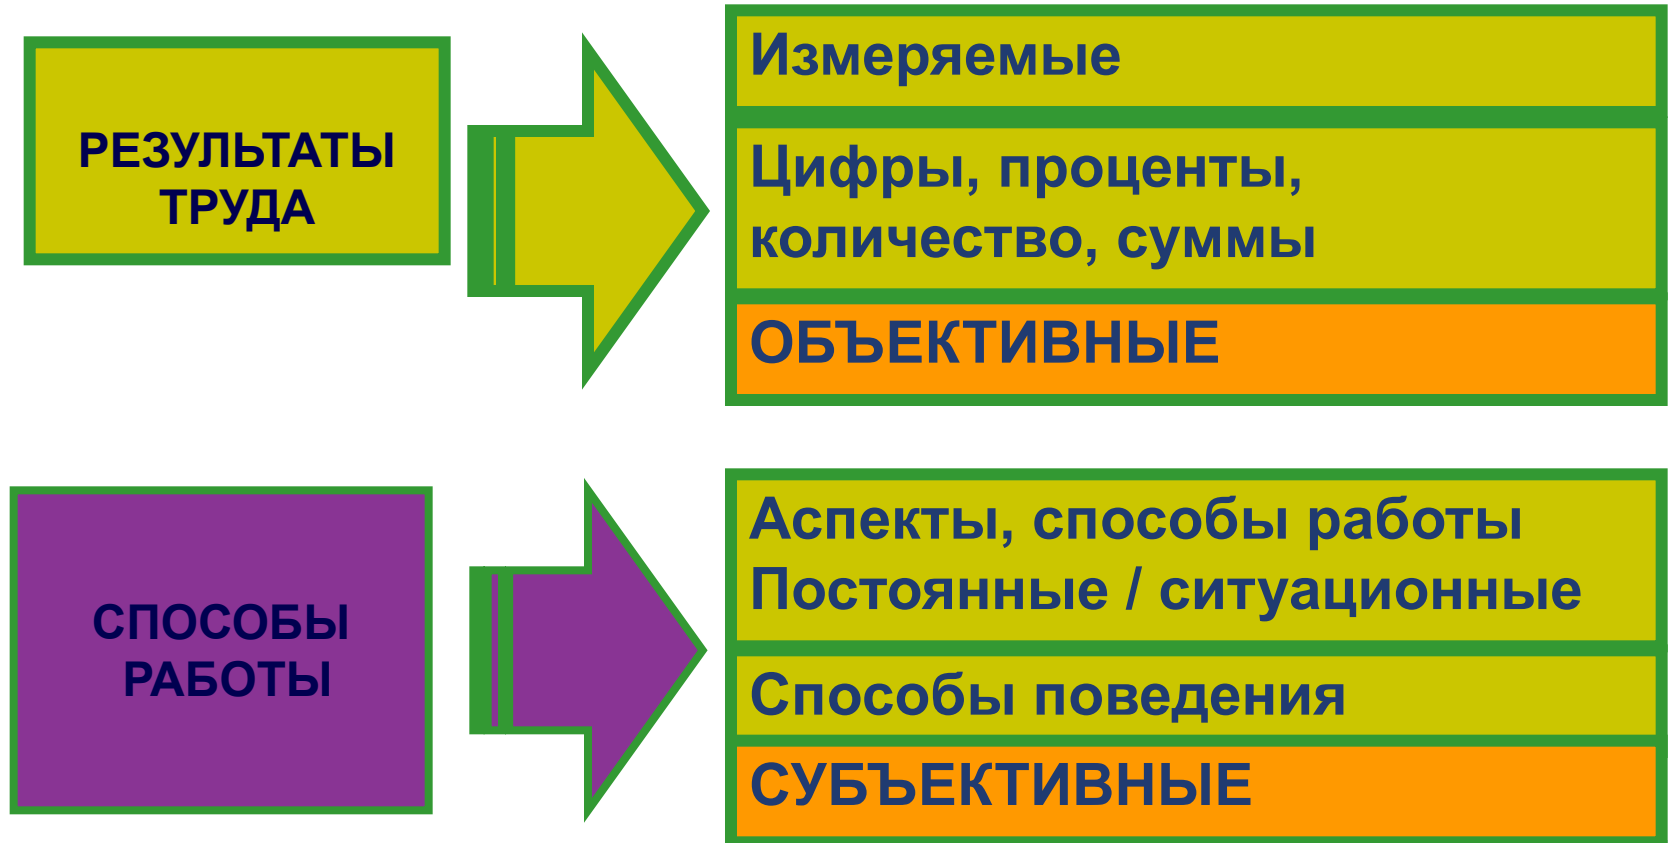 РЕЗУЛЬТАТЫ
ТРУДА
Измеряемые
Цифры, проценты,
количество, суммы
ОБЪЕКТИВНЫЕ
СПОСОБЫ
РАБОТЫ
Аспекты, способы работы
Постоянные / ситуационные
Способы поведения
СУБЪЕКТИВНЫЕ